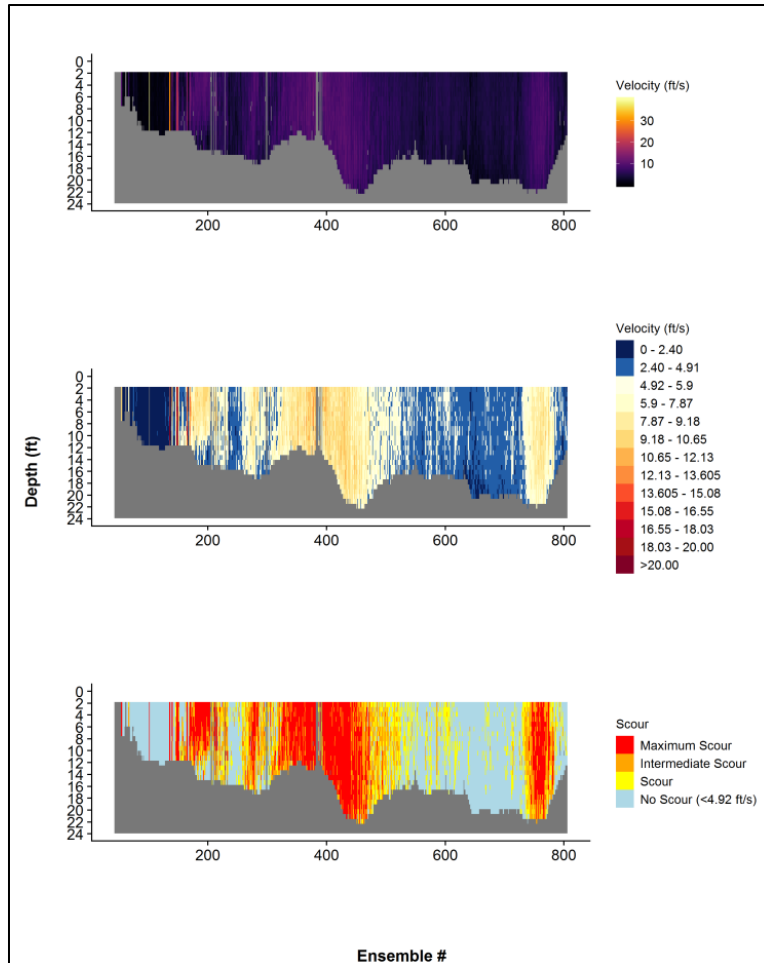 0
2
4
6
8
10
12
14
16
18
20
22
24
200
400
600
800
Velocity (ft/s)
30
20
10
Depth (ft)
0
2
4
6
8
10
12
14
16
18
20
22
24
200
400
600
800
Velocity (ft/s)
0 - 2.40
2.40 - 4.91
4.92 - 5.9
5.9 - 7.87
7.87 - 9.18
9.18 - 10.65
10.65 - 12.13
12.13 - 13.605
13.605 - 15.08
15.08 - 16.55
16.55 - 18.03
18.03 - 20.00
>20.00
0
2
4
6
8
10
12
14
16
18
20
22
24
200
400
600
800
Scour
Maximum Scour
Intermediate Scour
Scour
No Scour (<4.92 ft/s)
Ensemble #